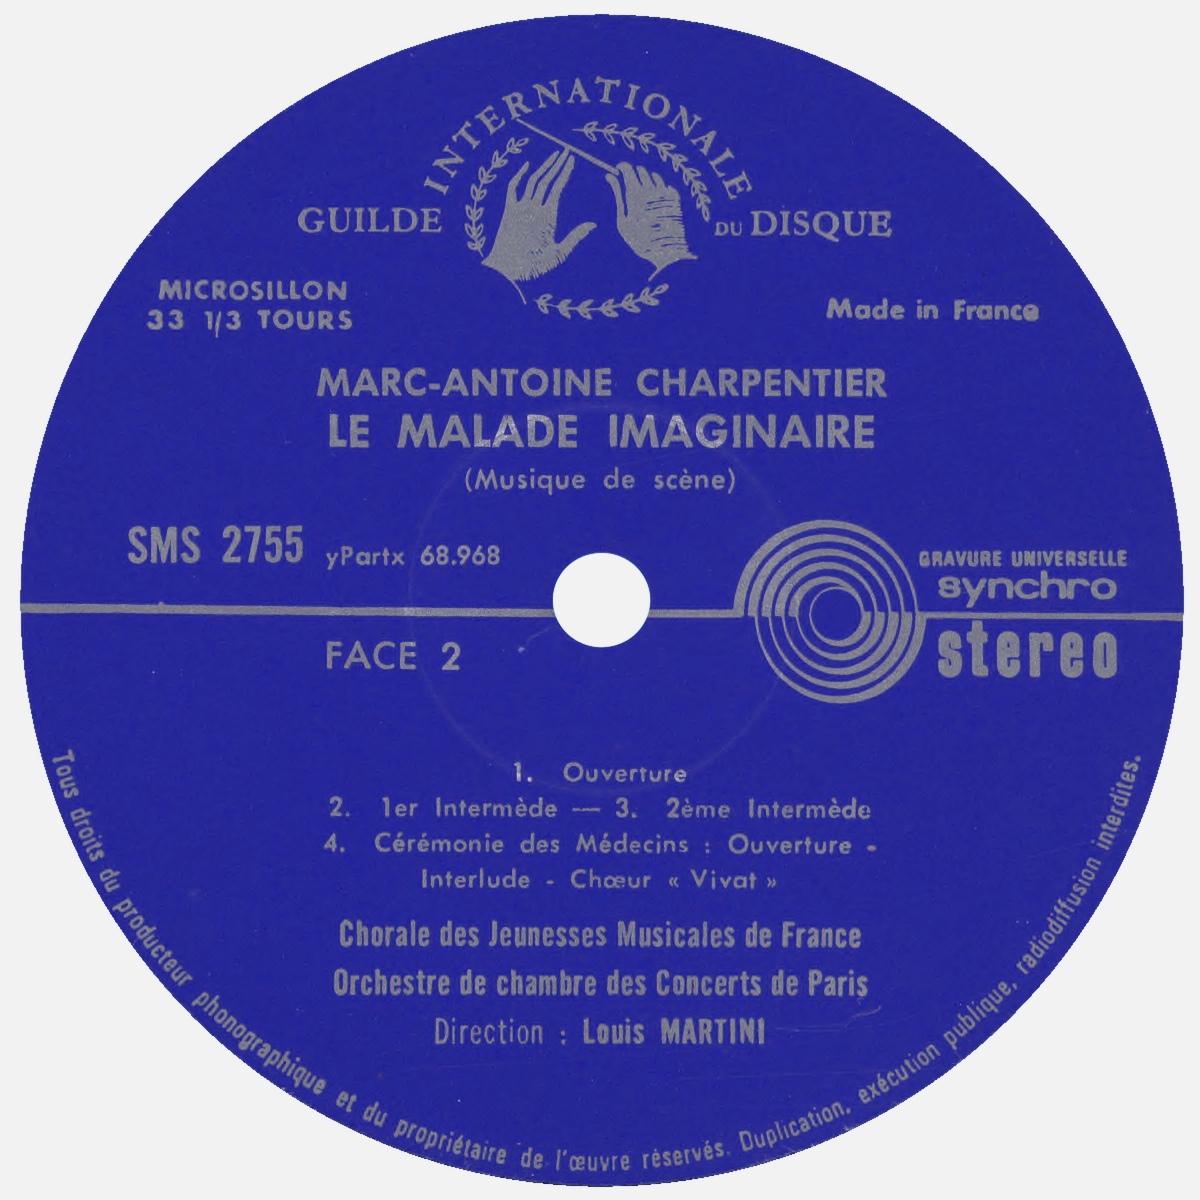 INTERNATIONALE
GUILDE DU DISQUE
MICROSILLON
33 1/3 TOURS
Made in France
MARC-ANTOINE CHARPENTIER
LE MALADE IMAGINAIRE
(Musique de scène)
SMS 2755 yPartx 68.968
GRAVURE UNIVERSELLE
synchro
stereo
FACE 2
1. Ouverture
2. 1er Intermède — 3. 2ème Intermède
4. Cérémonie des Médecins : Ouverture -
Interlude - Chœur « Vivat »
Chorale des Jeunesses Musicales de France
Orchestre de chambre des Concerts de Paris
Direction : Louis MARTINI
Tous droits du producteur phonographique et du propriétaire de l'œuvre réservés. Duplication, exécution publique, radiodiffusion interdites.